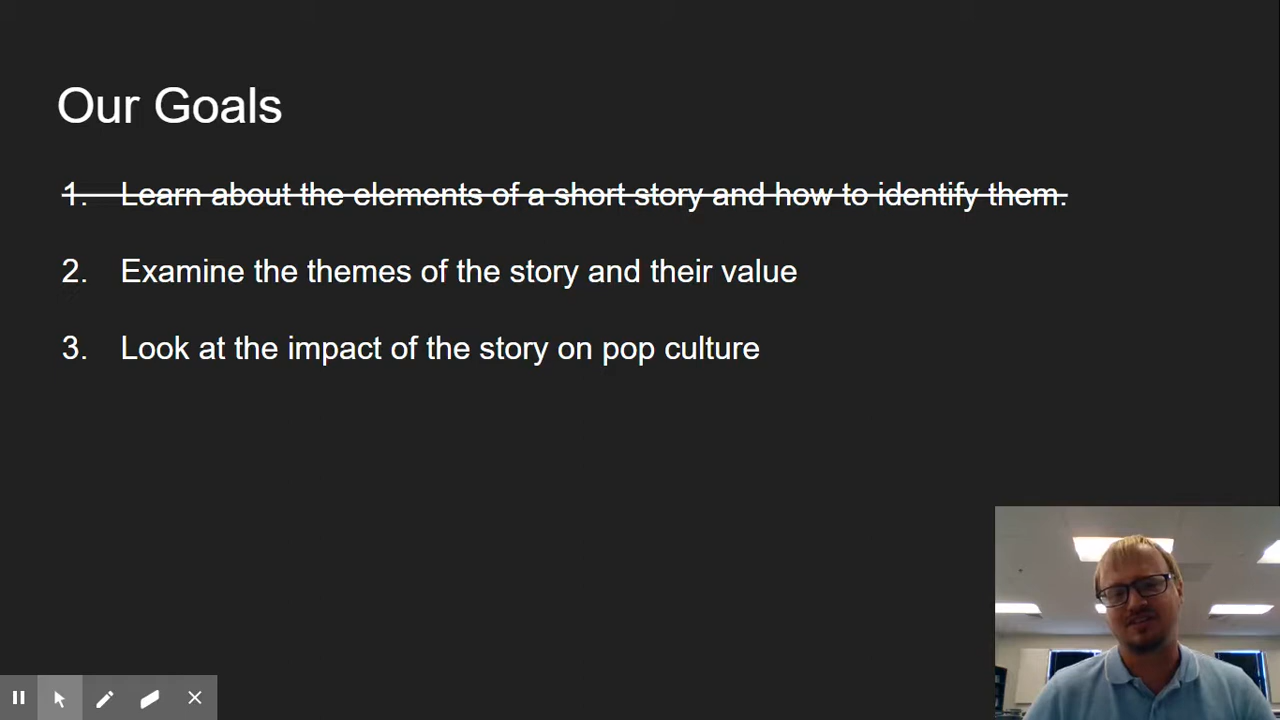 Our Goals
1. Learn about the elements of a short story and how to identify them.
2. Examine the themes of the story and their value
3. Look at the impact of the story on pop culture